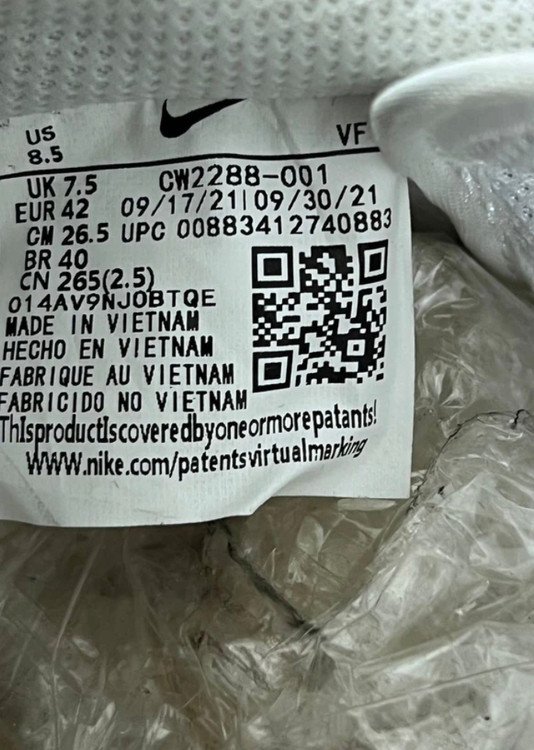 US
8.5
VF
UK 7.5 CW2288-001
EUR 42 09/17/21|09/30/21
CM 26.5 UPC 00883412740883
BR 40
CN 265(2.5)
014AV9NJOBTQE
MADE IN VIETNAM
HECHO EN VIETNAM
FABRIQUE AU VIETNAM
FABRICIDO NO VIETNAM
ThIsproductIscoveredbyoneormorepatants!
WWW.nike.com/patentsvirtualmarking